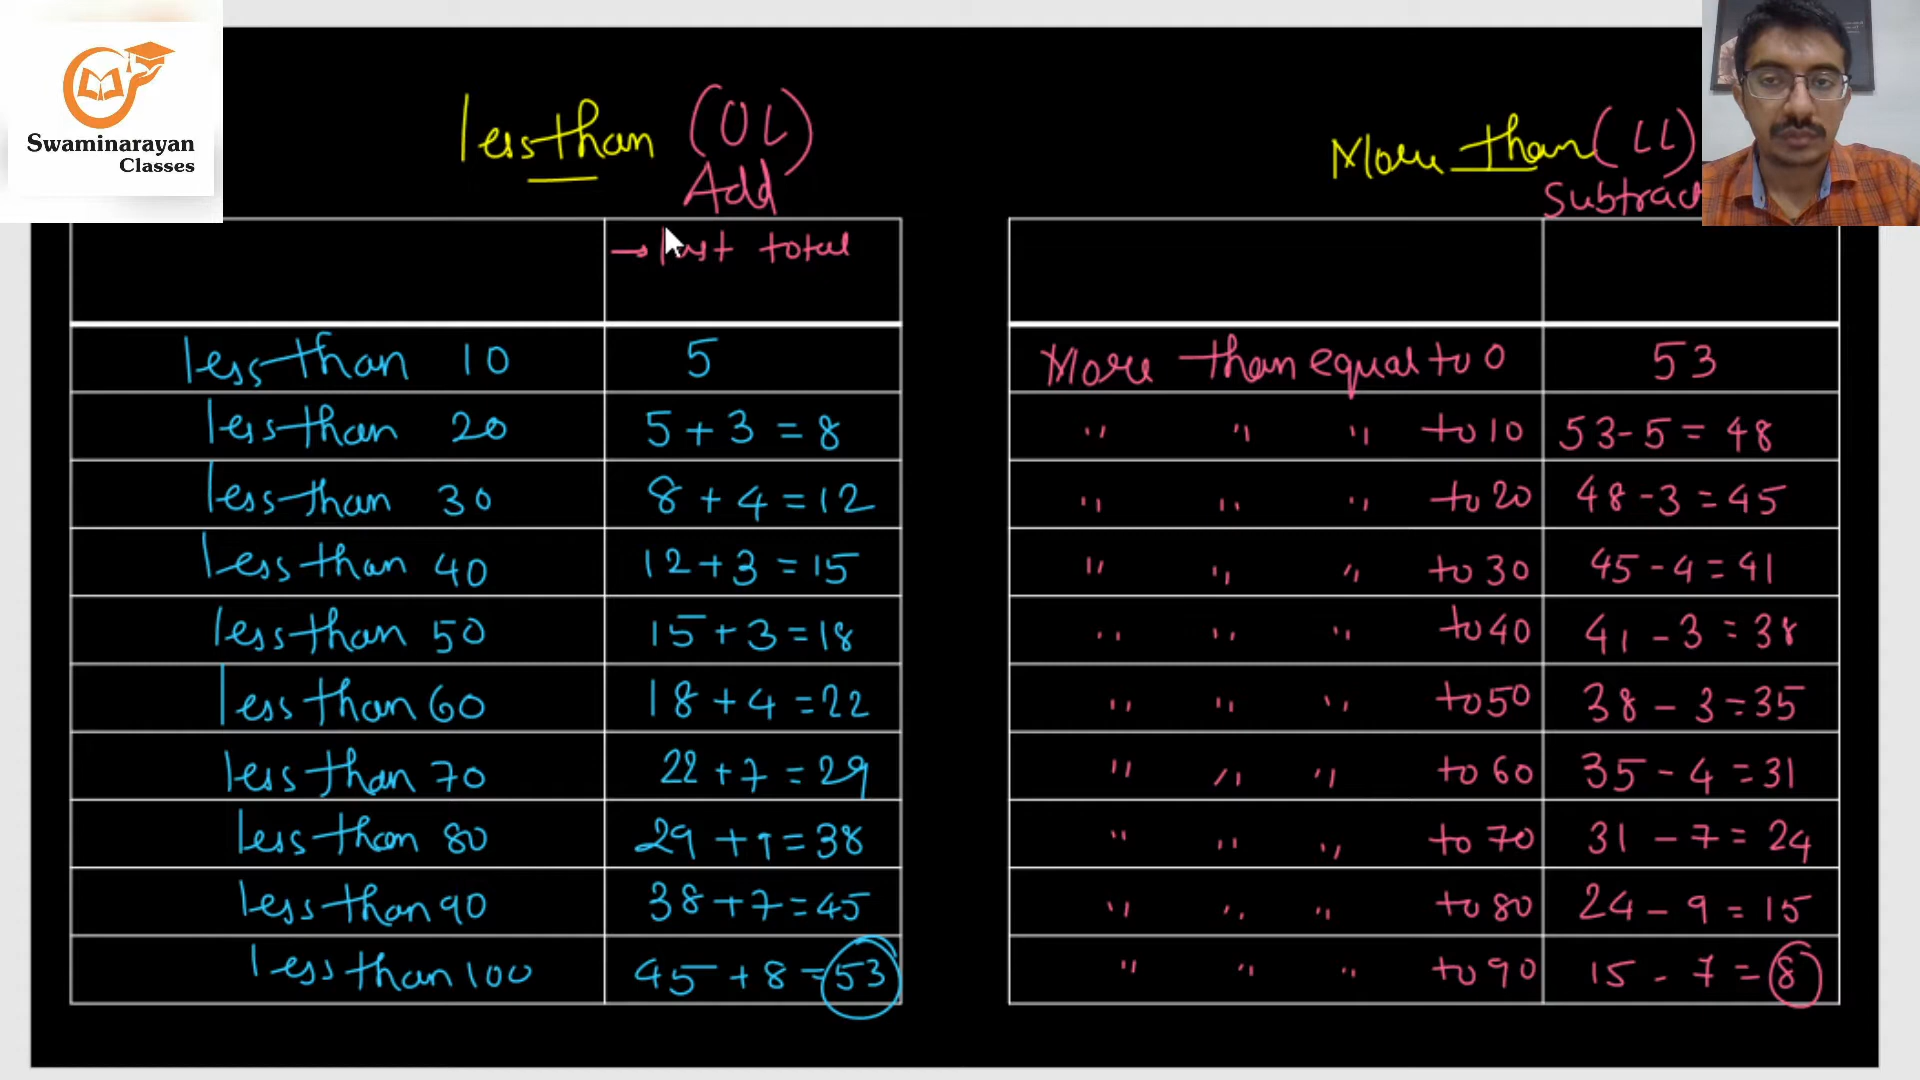 Swaminarayan
Classes
less than (UL)
Add
→ last total
less than 10 5
less than 20 5 + 3 = 8
less than 30 8 + 4 = 12
less than 40 12 + 3 = 15
less than 50 15 + 3 = 18
less than 60 18 + 4 = 22
less than 70 22 + 7 = 29
less than 80 29 + 9 = 38
less than 90 38 + 7 = 45
less than 100 45 + 8 = 53
More than (LL)
Subtract
More than equal to 0 53
" " " to 10 53 - 5 = 48
" " " to 20 48 - 3 = 45
" " " to 30 45 - 4 = 41
" " " to 40 41 - 3 = 38
" " " to 50 38 - 3 = 35
" " " to 60 35 - 4 = 31
" " " to 70 31 - 7 = 24
" " " to 80 24 - 9 = 15
" " " to 90 15 - 7 = 8